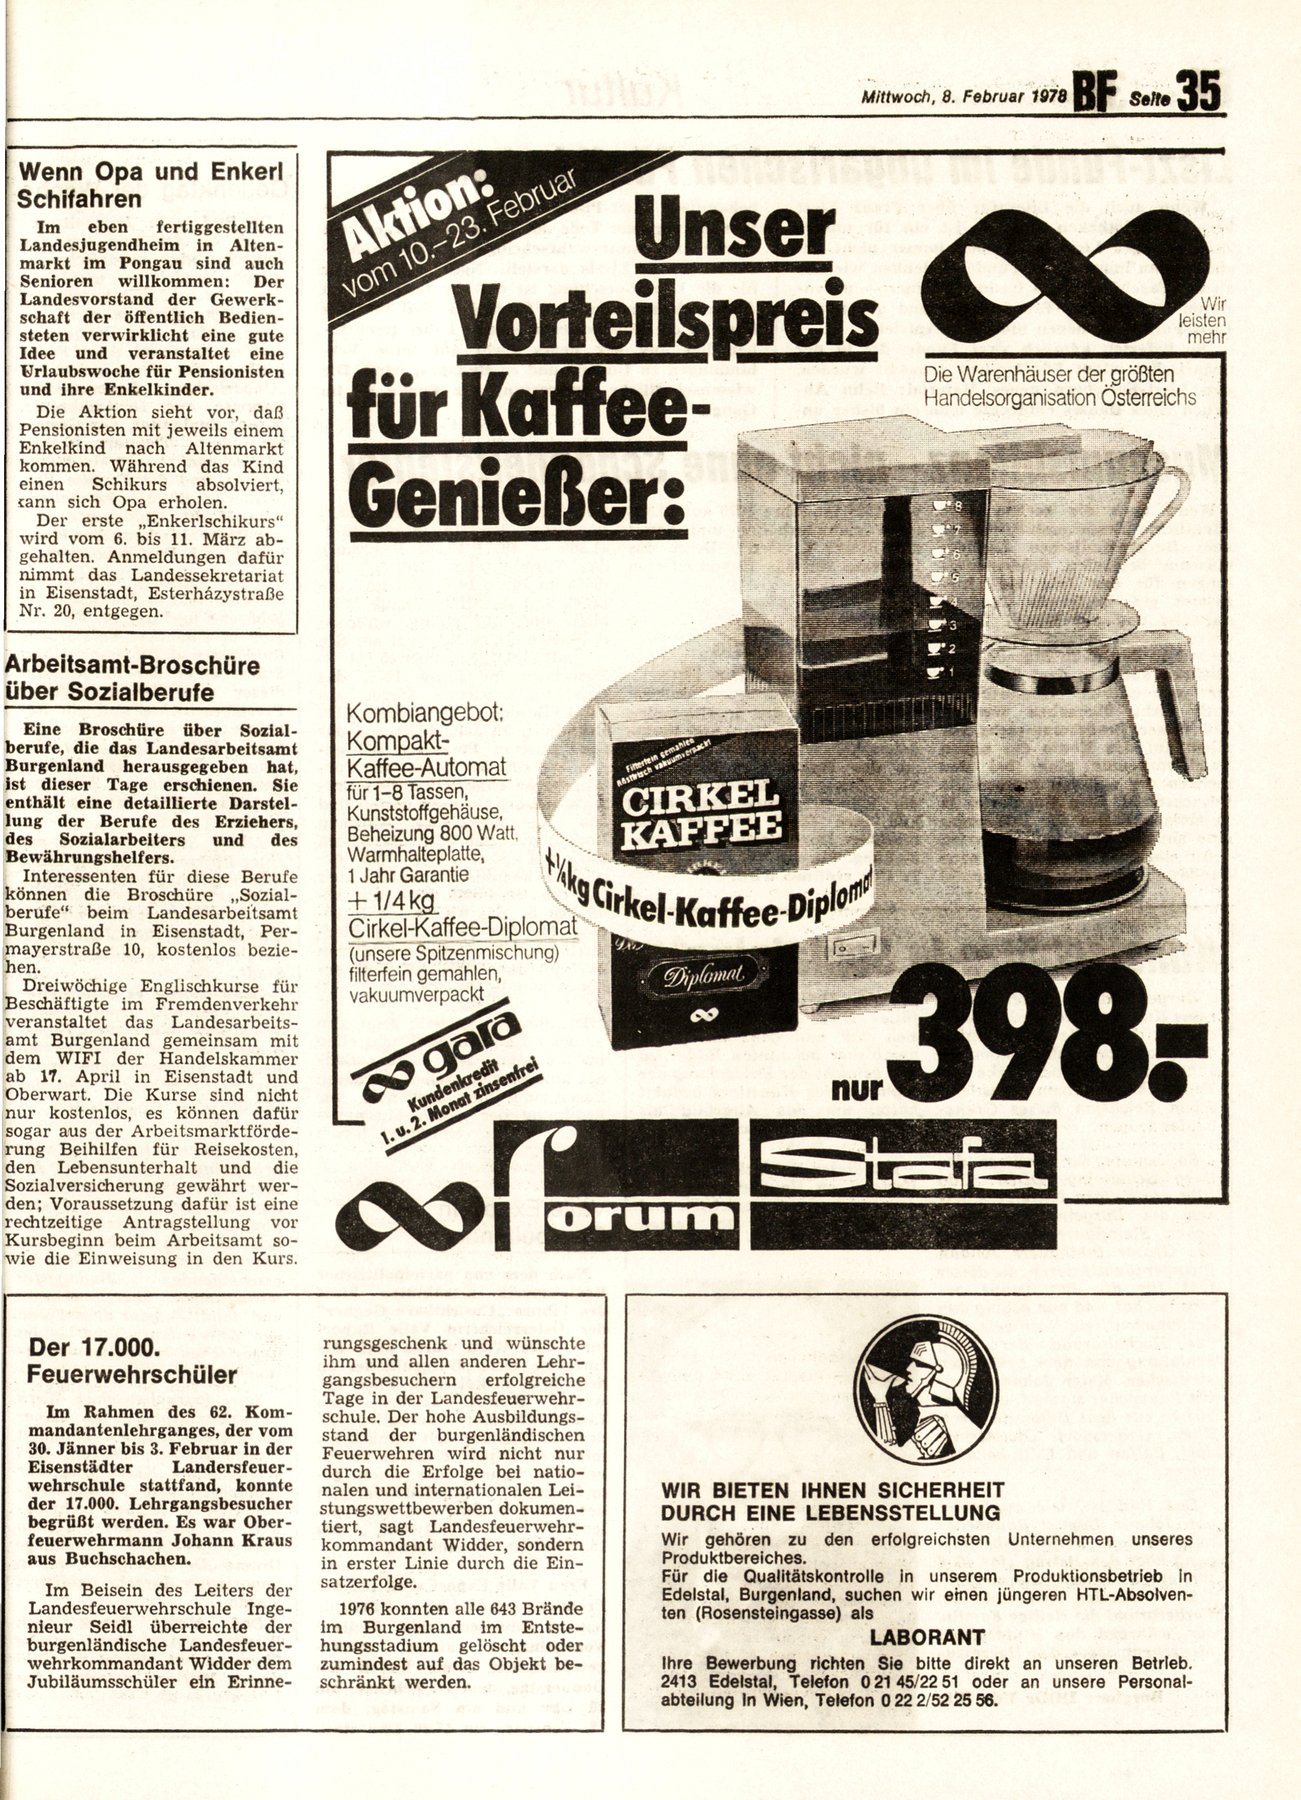 Mittwoch, 8. Februar 1978 BF Seite 35
Wenn Opa und Enkerl
Schifahren
Im eben fertiggestellten
Landesjugendheim in Alten-
markt im Pongau sind auch
Senioren willkommen: Der
Landesvorstand der Gewerk-
schaft der öffentlich Bedien-
steten verwirklicht eine gute
Idee und veranstaltet eine
Urlaubswoche für Pensionisten
und ihre Enkelkinder.
Die Aktion sieht vor, daß
Pensionisten mit jeweils einem
Enkelkind nach Altenmarkt
kommen. Während das Kind
einen Schikurs absolviert,
kann sich Opa erholen.
Der erste „Enkerlschikurs“
wird vom 6. bis 11. März ab-
gehalten. Anmeldungen dafür
nimmt das Landessekretariat
in Eisenstadt, Esterházystraße
Nr. 20, entgegen.
Arbeitsamt-Broschüre
über Sozialberufe
Eine Broschüre über Sozial-
berufe, die das Landesarbeitsamt
Burgenland herausgegeben hat,
ist dieser Tage erschienen. Sie
enthält eine detaillierte Darstel-
lung der Berufe des Erziehers,
des Sozialarbeiters und des
Bewährungshelfers.
Interessenten für diese Berufe
können die Broschüre „Sozial-
berufe“ beim Landesarbeitsamt
Burgenland in Eisenstadt, Per-
mayerstraße 10, kostenlos bezie-
hen.
Dreiwöchige Englischkurse für
Beschäftigte im Fremdenverkehr
veranstaltet das Landesarbeits-
amt Burgenland gemeinsam mit
dem WIFI der Handelskammer
ab 17. April in Eisenstadt und
Oberwart. Die Kurse sind nicht
nur kostenlos, es können dafür
sogar aus der Arbeitsmarktförde-
rung Beihilfen für Reisekosten,
den Lebensunterhalt und die
Sozialversicherung gewährt wer-
den; Voraussetzung dafür ist eine
rechtzeitige Antragstellung vor
Kursbeginn beim Arbeitsamt so-
wie die Einweisung in den Kurs.
Aktion:
vom 10.–23. Februar
Unser
Vorteilspreis
für Kaffee-
Genießer:
Wir
leisten
mehr
Die Warenhäuser der größten
Handelsorganisation Österreichs
8
7
6
5
4
3
2
1
Kombiangebot:
Kompakt-
Kaffee-Automat
für 1–8 Tassen,
Kunststoffgehäuse,
Beheizung 800 Watt,
Warmhalteplatte,
1 Jahr Garantie
+ 1/4 kg
Cirkel-Kaffee-Diplomat
(unsere Spitzenmischung)
filterfein gemahlen,
vakuumverpackt
Filterfein gemahlen
Röstfrisch vakuumverpackt
CIRKEL
KAFFEE
+ 1/4 kg Cirkel-Kaffee-Diplomat
Diplomat
gara
Kundenkredit
1. u. 2. Monat zinsenfrei
nur 398.-
forum
Stafa
Der 17.000.
Feuerwehrschüler
Im Rahmen des 62. Kom-
mandantenlehrganges, der vom
30. Jänner bis 3. Februar in der
Eisenstädter Landersfeuer-
wehrschule stattfand, konnte
der 17.000. Lehrgangsbesucher
begrüßt werden. Es war Ober-
feuerwehrmann Johann Kraus
aus Buchschachen.
Im Beisein des Leiters der
Landesfeuerwehrschule Inge-
nieur Seidl überreichte der
burgenländische Landesfeuer-
wehrkommandant Widder dem
Jubiläumsschüler ein Erinne-
rungsgeschenk und wünschte
ihm und allen anderen Lehr-
gangsbesuchern erfolgreiche
Tage in der Landesfeuerwehr-
schule. Der hohe Ausbildungs-
stand der burgenländischen
Feuerwehren wird nicht nur
durch die Erfolge bei natio-
nalen und internationalen Lei-
stungswettbewerben dokumen-
tiert, sagt Landesfeuerwehr-
kommandant Widder, sondern
in erster Linie durch die Ein-
satzerfolge.
1976 konnten alle 643 Brände
im Burgenland im Entste-
hungsstadium gelöscht oder
zumindest auf das Objekt be-
schränkt werden.
WIR BIETEN IHNEN SICHERHEIT
DURCH EINE LEBENSSTELLUNG
Wir gehören zu den erfolgreichsten Unternehmen unseres
Produktbereiches.
Für die Qualitätskontrolle in unserem Produktionsbetrieb in
Edelstal, Burgenland, suchen wir einen jüngeren HTL-Absolven-
ten (Rosensteingasse) als
LABORANT
Ihre Bewerbung richten Sie bitte direkt an unseren Betrieb.
2413 Edelstal, Telefon 0 21 45/22 51 oder an unsere Personal-
abteilung in Wien, Telefon 0 22 2/52 25 56.